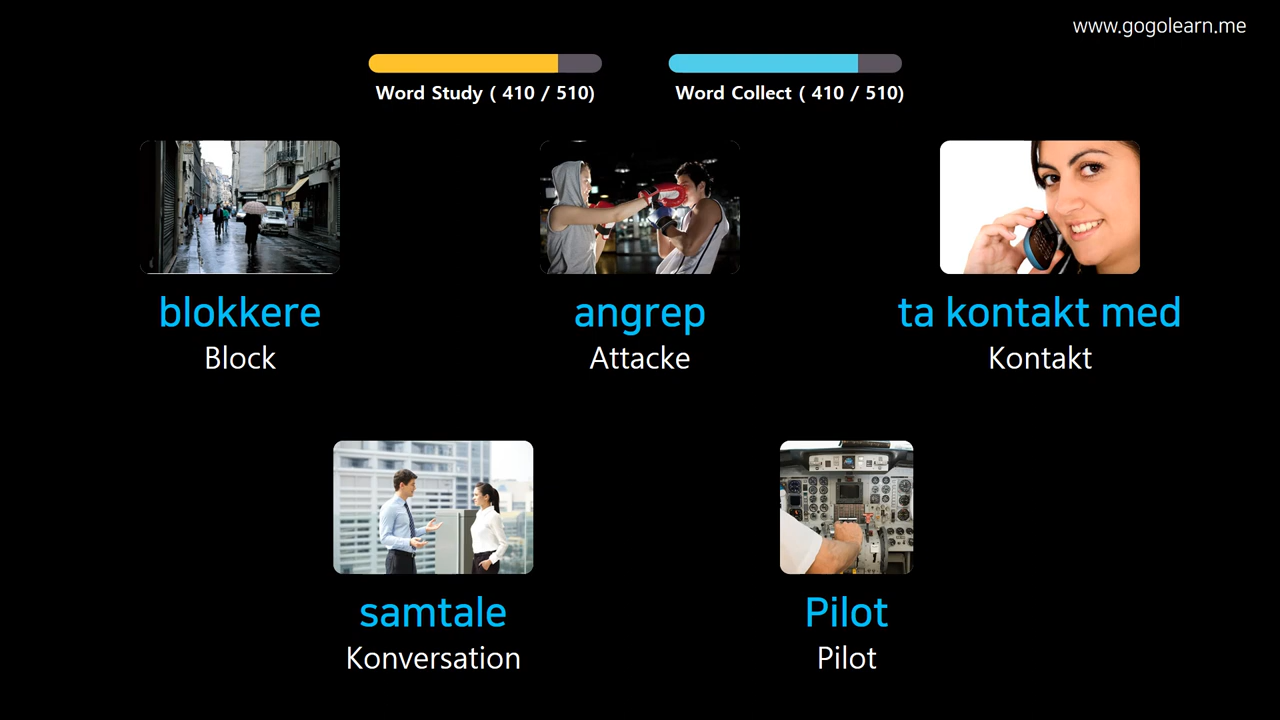 www.gogolearn.me
Word Study ( 410 / 510)
Word Collect ( 410 / 510)
blokkere
Block
angrep
Attacke
ta kontakt med
Kontakt
samtale
Konversation
Pilot
Pilot